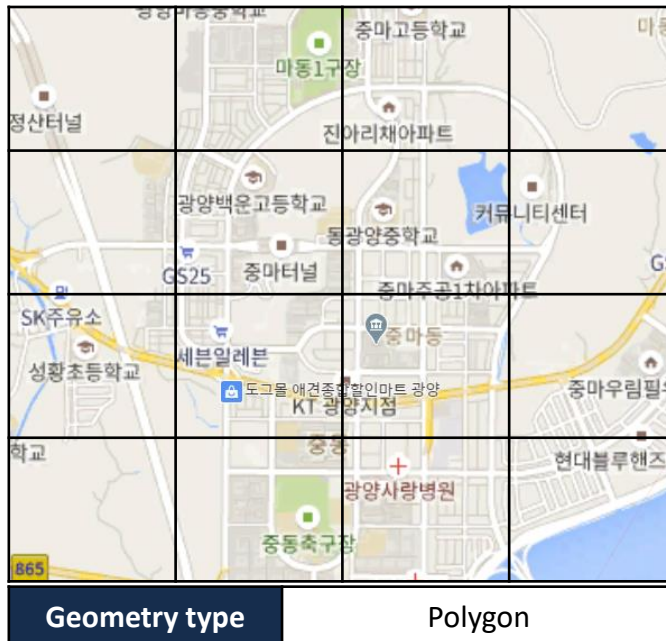 중마고등학교
마동1구장
정산터널
진아리채아파트
광양백운고등학교
커뮤니티센터
동광양중학교
GS25
중마터널
중마주공1차아파트
SK주유소
세븐일레븐
중마동
성황초등학교
도그몰 애견종합할인마트 광양
KT 광양지점
중마우림필유
중동
학교
현대블루핸즈
광양사랑병원
중동축구장
865
Geometry type
Polygon